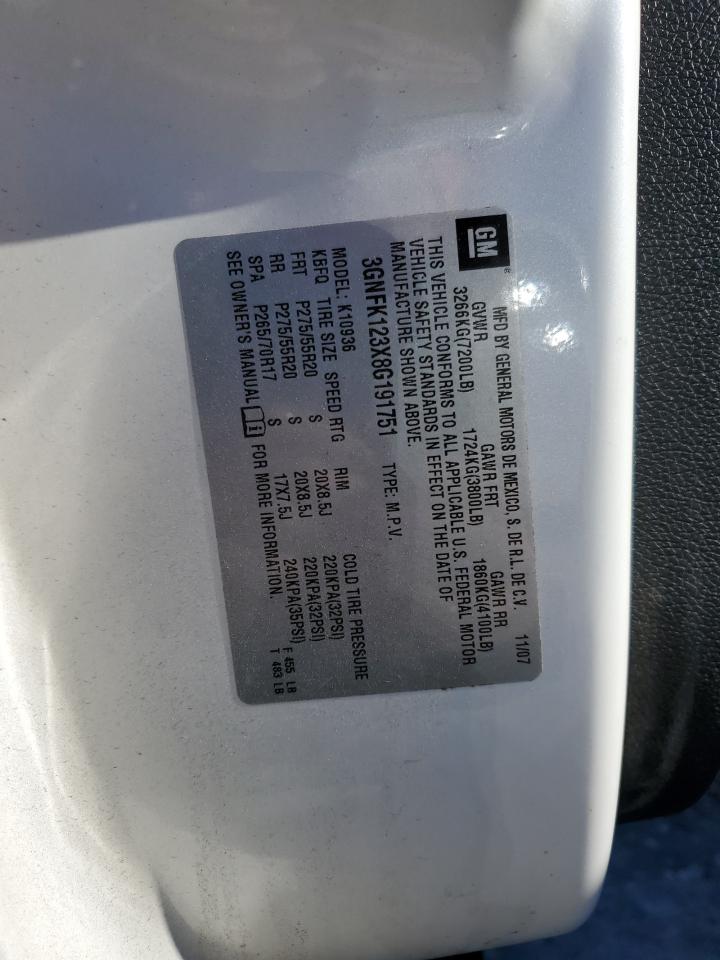 GM ®
MFD BY GENERAL MOTORS DE MEXICO, S. DE R.L. DE C.V. 11/07
GVWR GAWR FRT GAWR RR
3266KG(7200LB) 1724KG(3800LB) 1860KG(4100LB)
THIS VEHICLE CONFORMS TO ALL APPLICABLE U.S. FEDERAL MOTOR
VEHICLE SAFETY STANDARDS IN EFFECT ON THE DATE OF
MANUFACTURE SHOWN ABOVE.
3GNFK123X8G191751 TYPE: M.P.V.
MODEL: K10936
KBFQ TIRE SIZE SPEED RTG RIM COLD TIRE PRESSURE
FRT P275/55R20 S 20X8.5J 220KPA(32PSI)
RR P275/55R20 S 20X8.5J 220KPA(32PSI)
SPA P265/70R17 S 17X7.5J 240KPA(35PSI)
SEE OWNER'S MANUAL i FOR MORE INFORMATION.
F 455 LB
T 483 LB